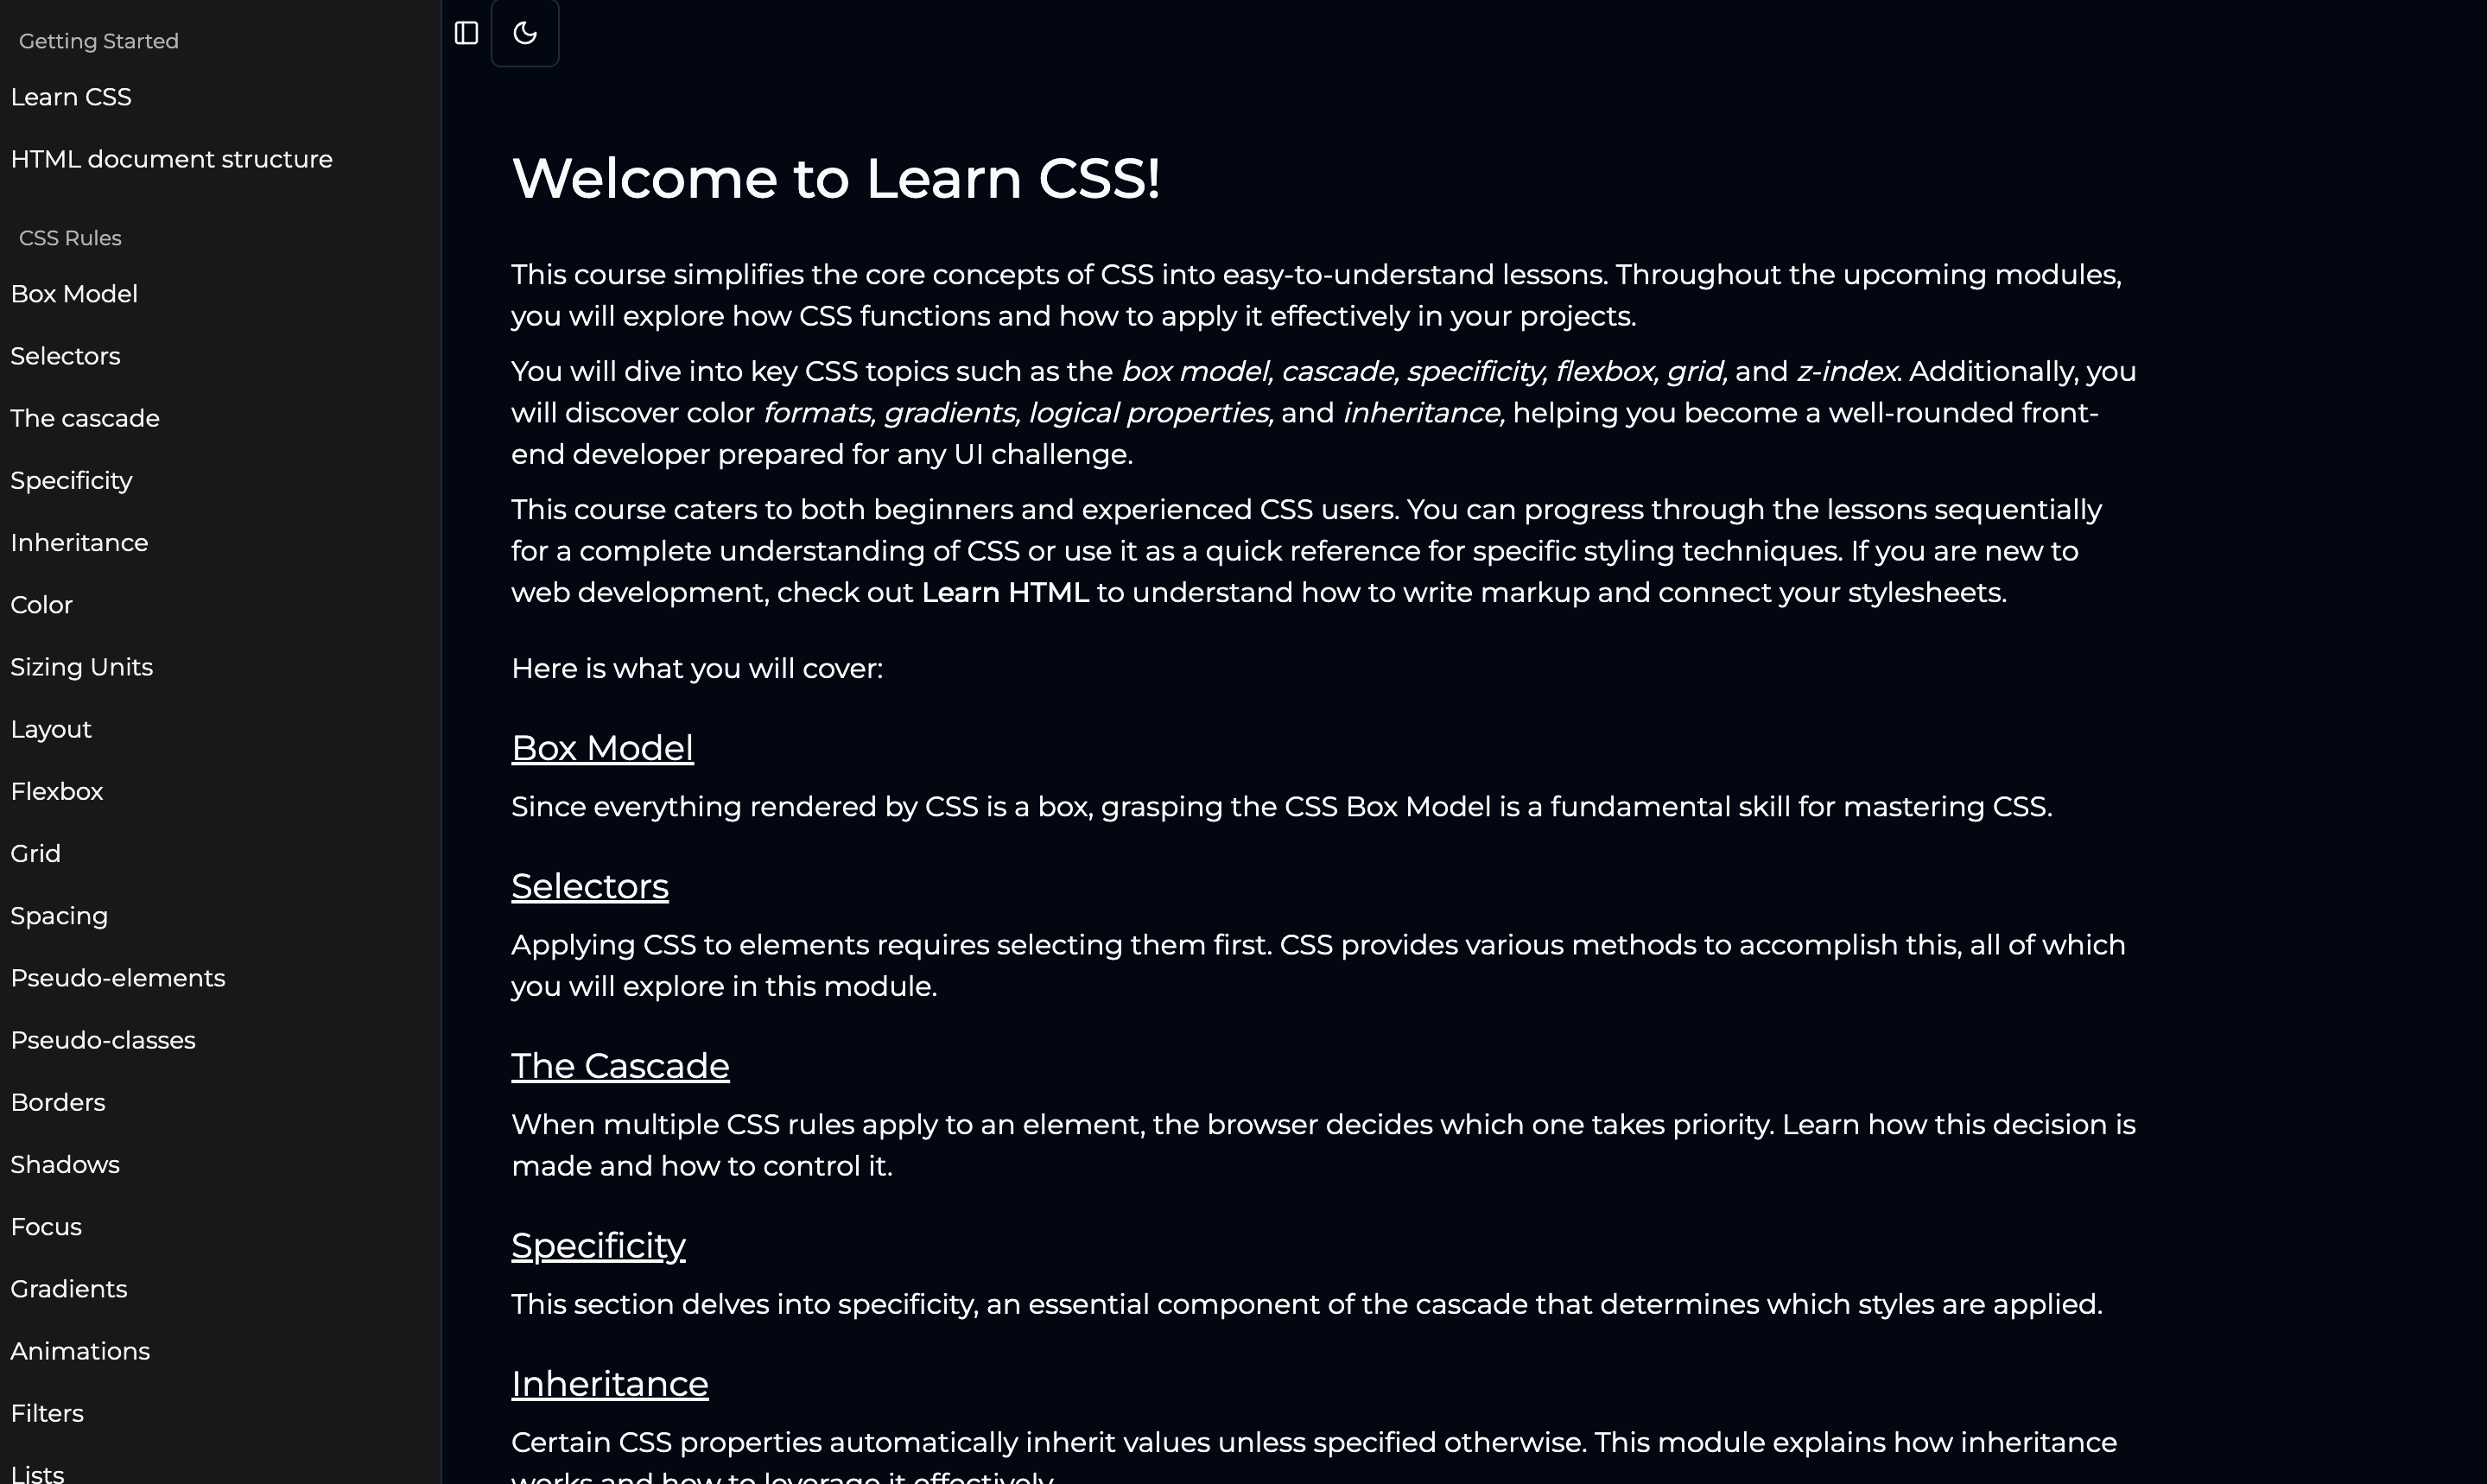 Getting Started
Learn CSS
HTML document structure
CSS Rules
Box Model
Selectors
The cascade
Specificity
Inheritance
Color
Sizing Units
Layout
Flexbox
Grid
Spacing
Pseudo-elements
Pseudo-classes
Borders
Shadows
Focus
Gradients
Animations
Filters
Lists
Welcome to Learn CSS!
This course simplifies the core concepts of CSS into easy-to-understand lessons. Throughout the upcoming modules,
you will explore how CSS functions and how to apply it effectively in your projects.
You will dive into key CSS topics such as the box model, cascade, specificity, flexbox, grid, and z-index. Additionally, you
will discover color formats, gradients, logical properties, and inheritance, helping you become a well-rounded front-
end developer prepared for any UI challenge.
This course caters to both beginners and experienced CSS users. You can progress through the lessons sequentially
for a complete understanding of CSS or use it as a quick reference for specific styling techniques. If you are new to
web development, check out Learn HTML to understand how to write markup and connect your stylesheets.
Here is what you will cover:
Box Model
Since everything rendered by CSS is a box, grasping the CSS Box Model is a fundamental skill for mastering CSS.
Selectors
Applying CSS to elements requires selecting them first. CSS provides various methods to accomplish this, all of which
you will explore in this module.
The Cascade
When multiple CSS rules apply to an element, the browser decides which one takes priority. Learn how this decision is
made and how to control it.
Specificity
This section delves into specificity, an essential component of the cascade that determines which styles are applied.
Inheritance
Certain CSS properties automatically inherit values unless specified otherwise. This module explains how inheritance
works and how to leverage it effectively.